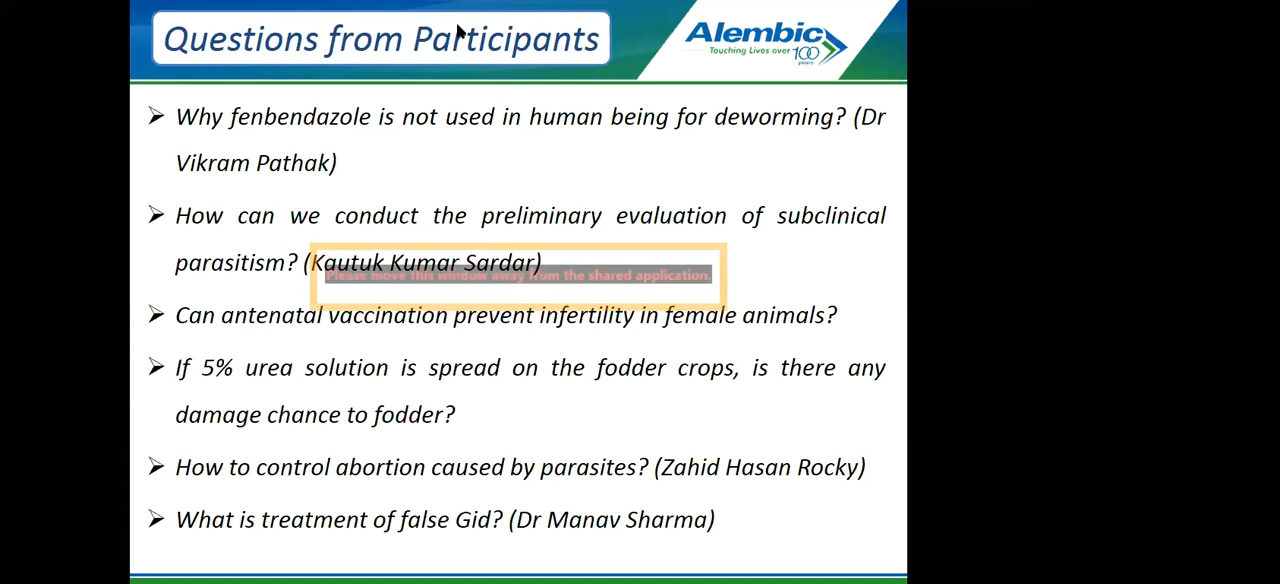 Questions from Participants
Alembic
Touching Lives over 100 years
Why fenbendazole is not used in human being for deworming? (Dr
Vikram Pathak)
How can we conduct the preliminary evaluation of subclinical
parasitism? (Kautuk Kumar Sardar)
Please move this window away from the shared application.
Can antenatal vaccination prevent infertility in female animals?
If 5% urea solution is spread on the fodder crops, is there any
damage chance to fodder?
How to control abortion caused by parasites? (Zahid Hasan Rocky)
What is treatment of false Gid? (Dr Manav Sharma)